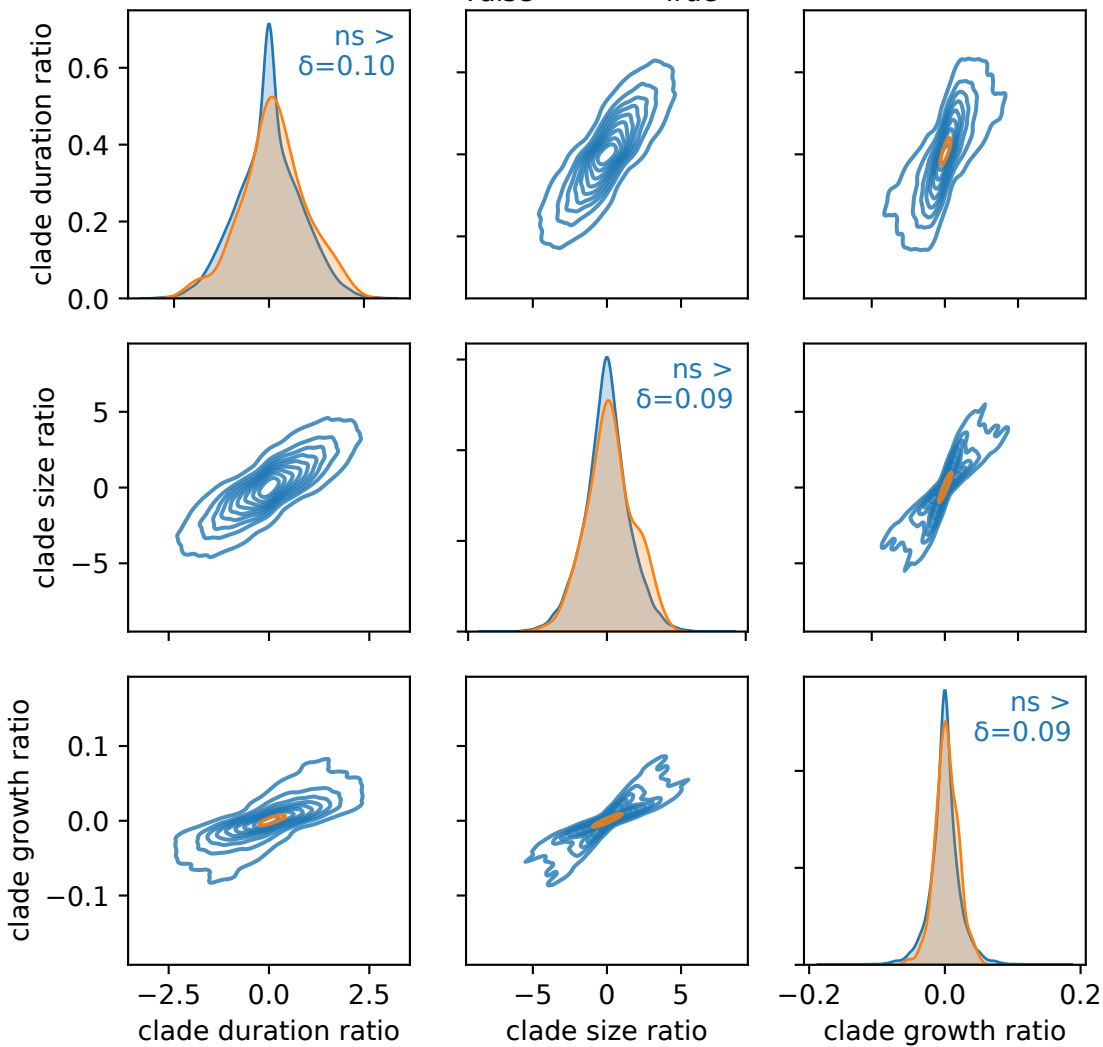 clade duration ratio
0.6
0.4
0.2
0.0
ns >
δ=0.10
clade size ratio
5
0
−5
ns >
δ=0.09
clade growth ratio
0.1
0.0
−0.1
ns >
δ=0.09
−2.5 0.0 2.5
−5 0 5
−0.2 0.0 0.2
clade duration ratio
clade size ratio
clade growth ratio